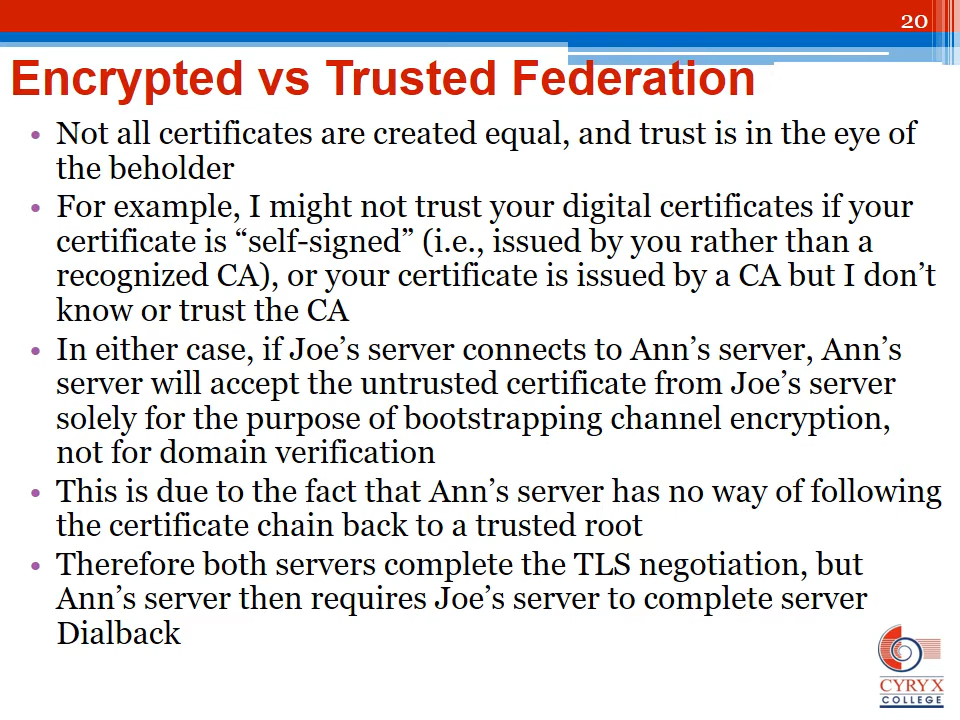 20
Encrypted vs Trusted Federation
• Not all certificates are created equal, and trust is in the eye of
the beholder
• For example, I might not trust your digital certificates if your
certificate is “self-signed” (i.e., issued by you rather than a
recognized CA), or your certificate is issued by a CA but I don’t
know or trust the CA
• In either case, if Joe’s server connects to Ann’s server, Ann’s
server will accept the untrusted certificate from Joe’s server
solely for the purpose of bootstrapping channel encryption,
not for domain verification
• This is due to the fact that Ann’s server has no way of following
the certificate chain back to a trusted root
• Therefore both servers complete the TLS negotiation, but
Ann’s server then requires Joe’s server to complete server
Dialback
CYRYX
COLLEGE